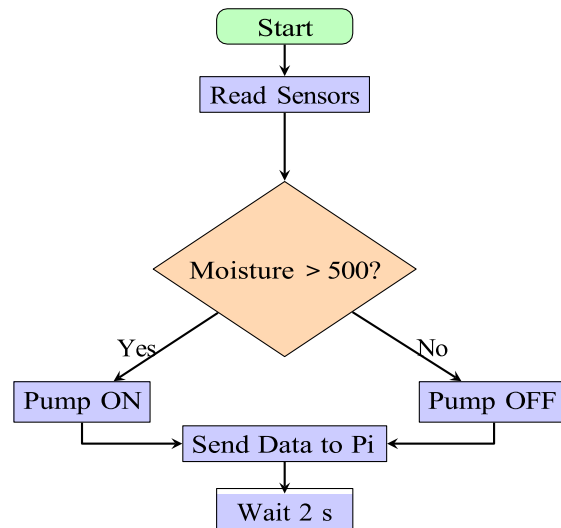 Start
Read Sensors
Moisture > 500?
Yes
No
Pump ON
Pump OFF
Send Data to Pi
Wait 2 s